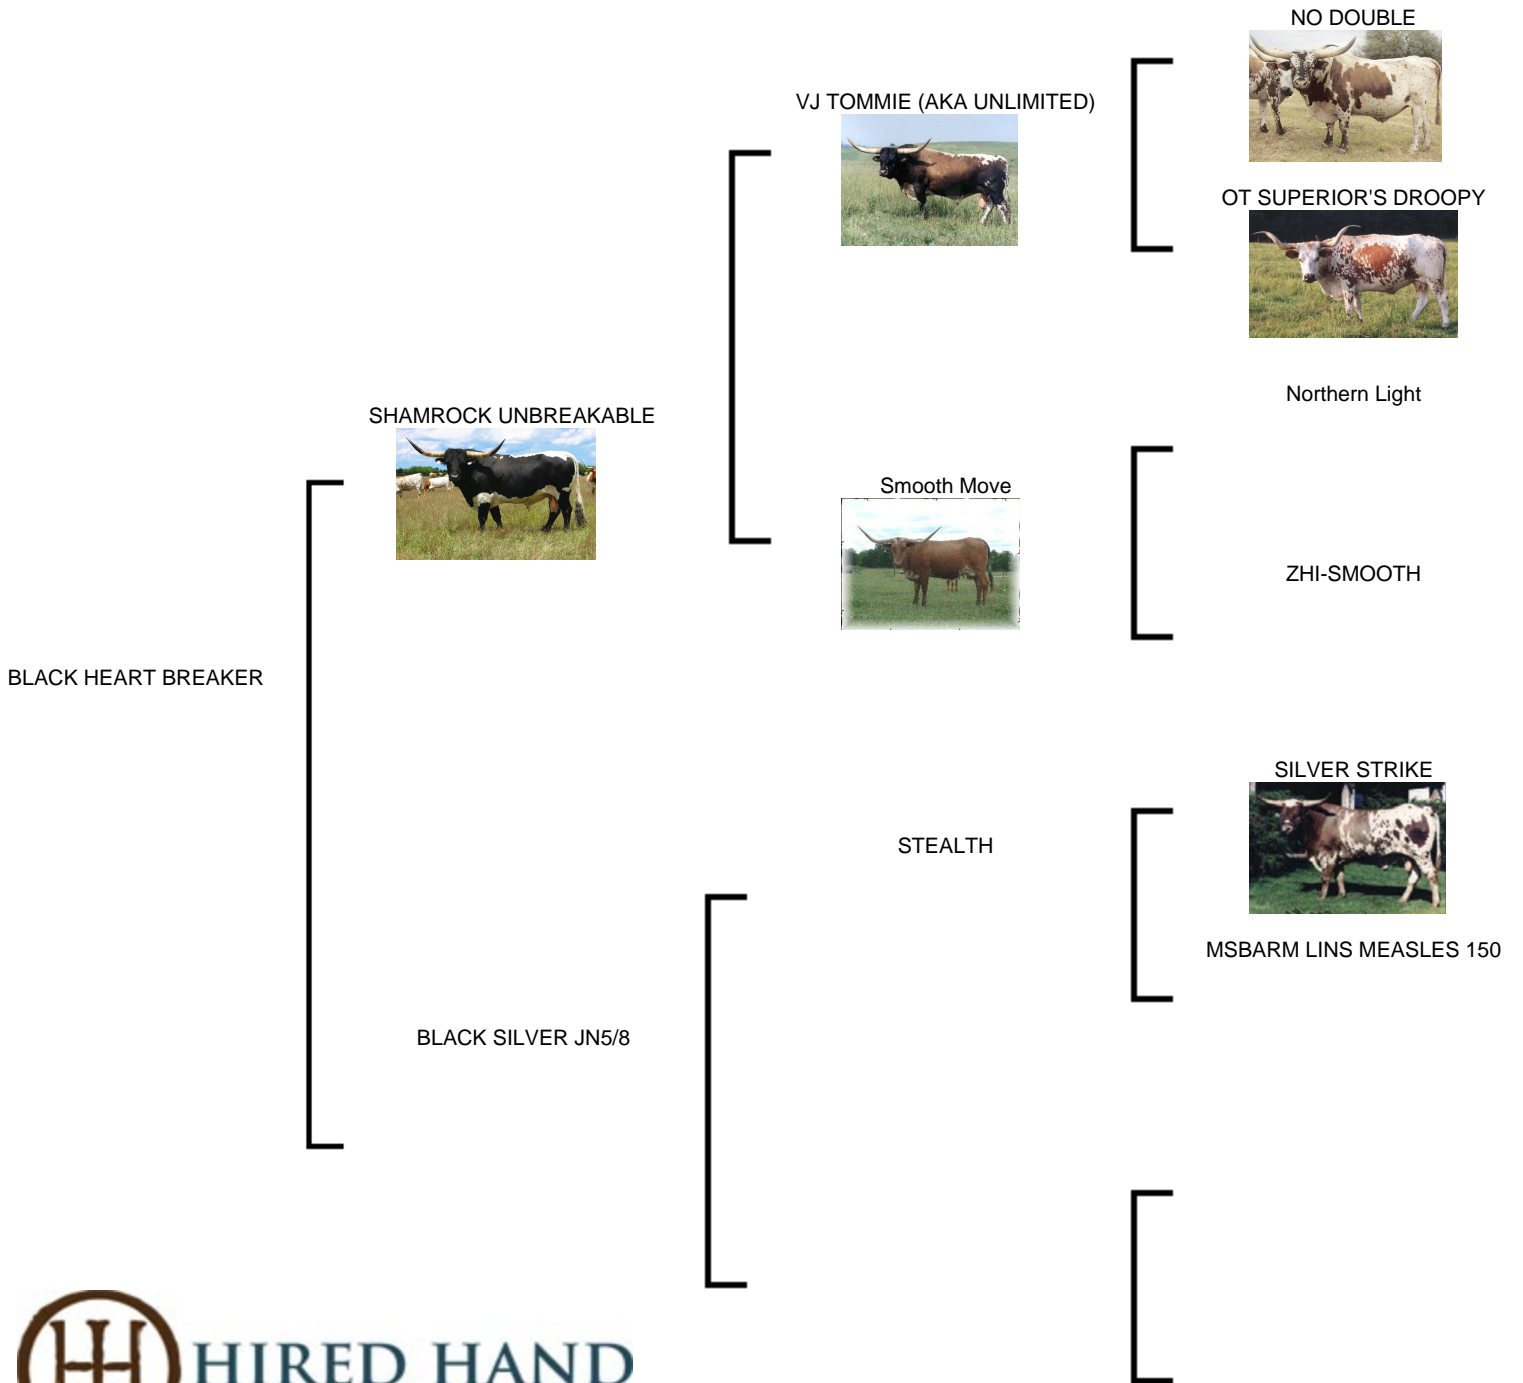 NO DOUBLE
VJ TOMMIE (AKA UNLIMITED)
OT SUPERIOR'S DROOPY
Northern Light
SHAMROCK UNBREAKABLE
Smooth Move
ZHI-SMOOTH
BLACK HEART BREAKER
SILVER STRIKE
STEALTH
MSBARM LINS MEASLES 150
BLACK SILVER JN5/8
HIRED HAND